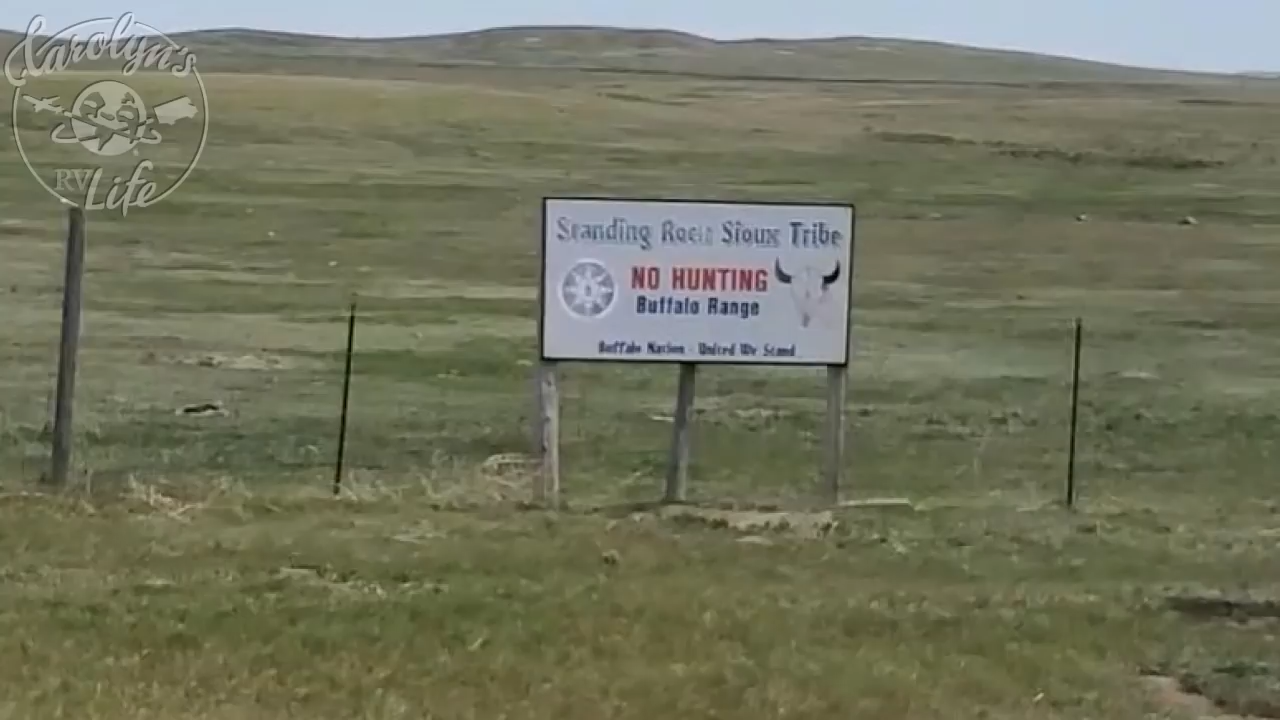 Carolyn's
RV Life
Standing Rock Sioux Tribe
NO HUNTING
Buffalo Range
Buffalo Nation - United We Stand